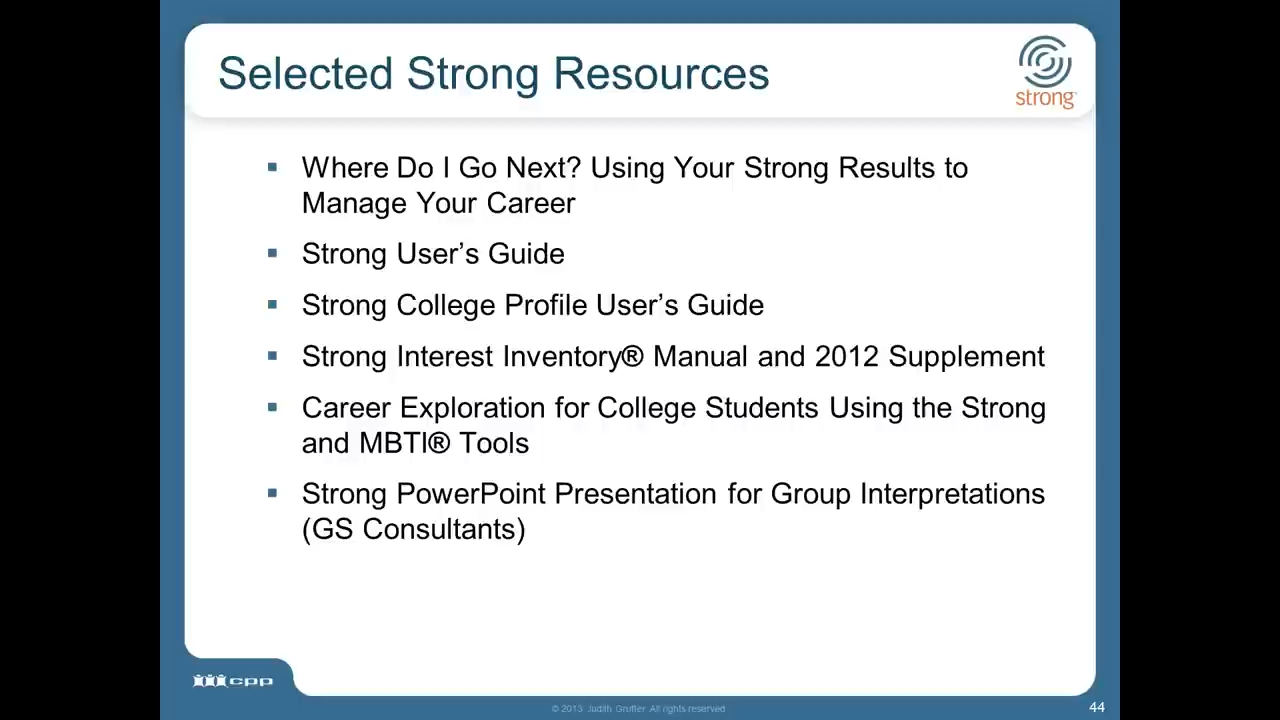 Selected Strong Resources
strong
Where Do I Go Next? Using Your Strong Results to
Manage Your Career
Strong User’s Guide
Strong College Profile User’s Guide
Strong Interest Inventory® Manual and 2012 Supplement
Career Exploration for College Students Using the Strong
and MBTI® Tools
Strong PowerPoint Presentation for Group Interpretations
(GS Consultants)
cpp
© 2013 Judith Grutter All rights reserved
44